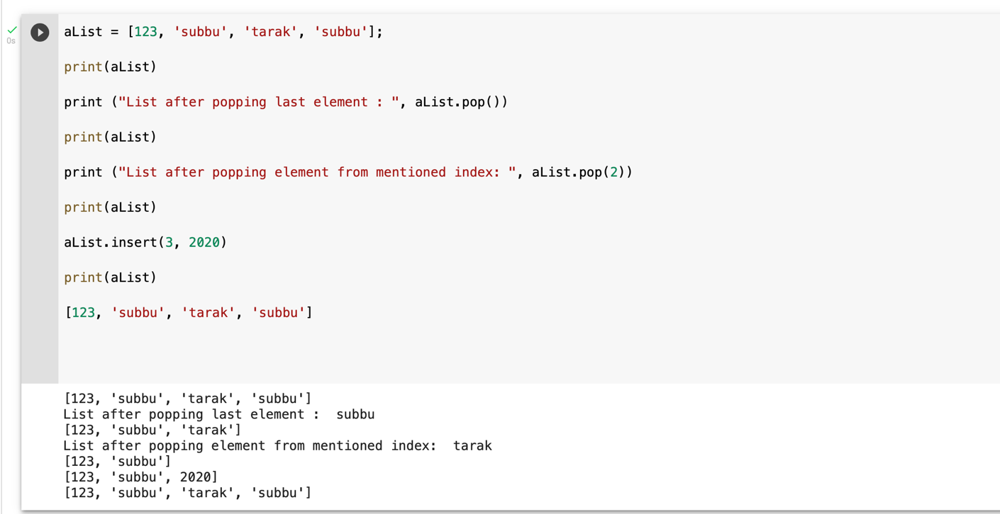 0s
aList = [123, 'subbu', 'tarak', 'subbu'];
print(aList)
print ("List after popping last element : ", aList.pop())
print(aList)
print ("List after popping element from mentioned index: ", aList.pop(2))
print(aList)
aList.insert(3, 2020)
print(aList)
[123, 'subbu', 'tarak', 'subbu']
[123, 'subbu', 'tarak', 'subbu']
List after popping last element :  subbu
[123, 'subbu', 'tarak']
List after popping element from mentioned index:  tarak
[123, 'subbu']
[123, 'subbu', 2020]
[123, 'subbu', 'tarak', 'subbu']